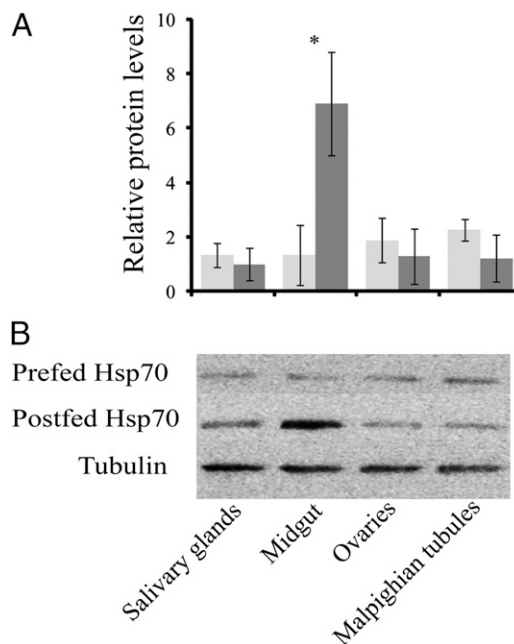 A
Relative protein levels
10
8
6
4
2
0
*
B
Prefed Hsp70
Postfed Hsp70
Tubulin
Salivary glands
Midgut
Ovaries
Malpighian tubules